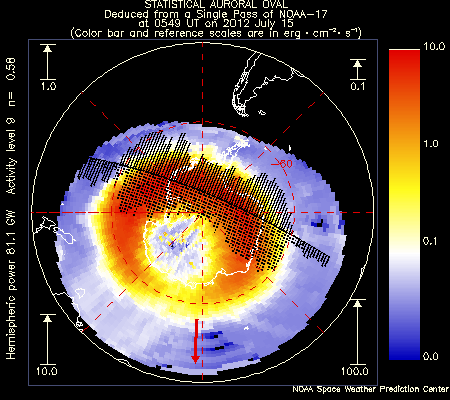 STATISTICAL AURORAL OVAL
Deduced from a Single Pass of NOAA-17
at 0549 UT on 2012 July 15
(Color bar and reference scales are in erg · cm⁻² · s⁻¹)
1.0
0.1
10.0
1.0
0.1
0.0
-60
Hemispheric power 81.1 GW Activity level 9 n= 0.58
10.0
100.0
NOAA Space Weather Prediction Center